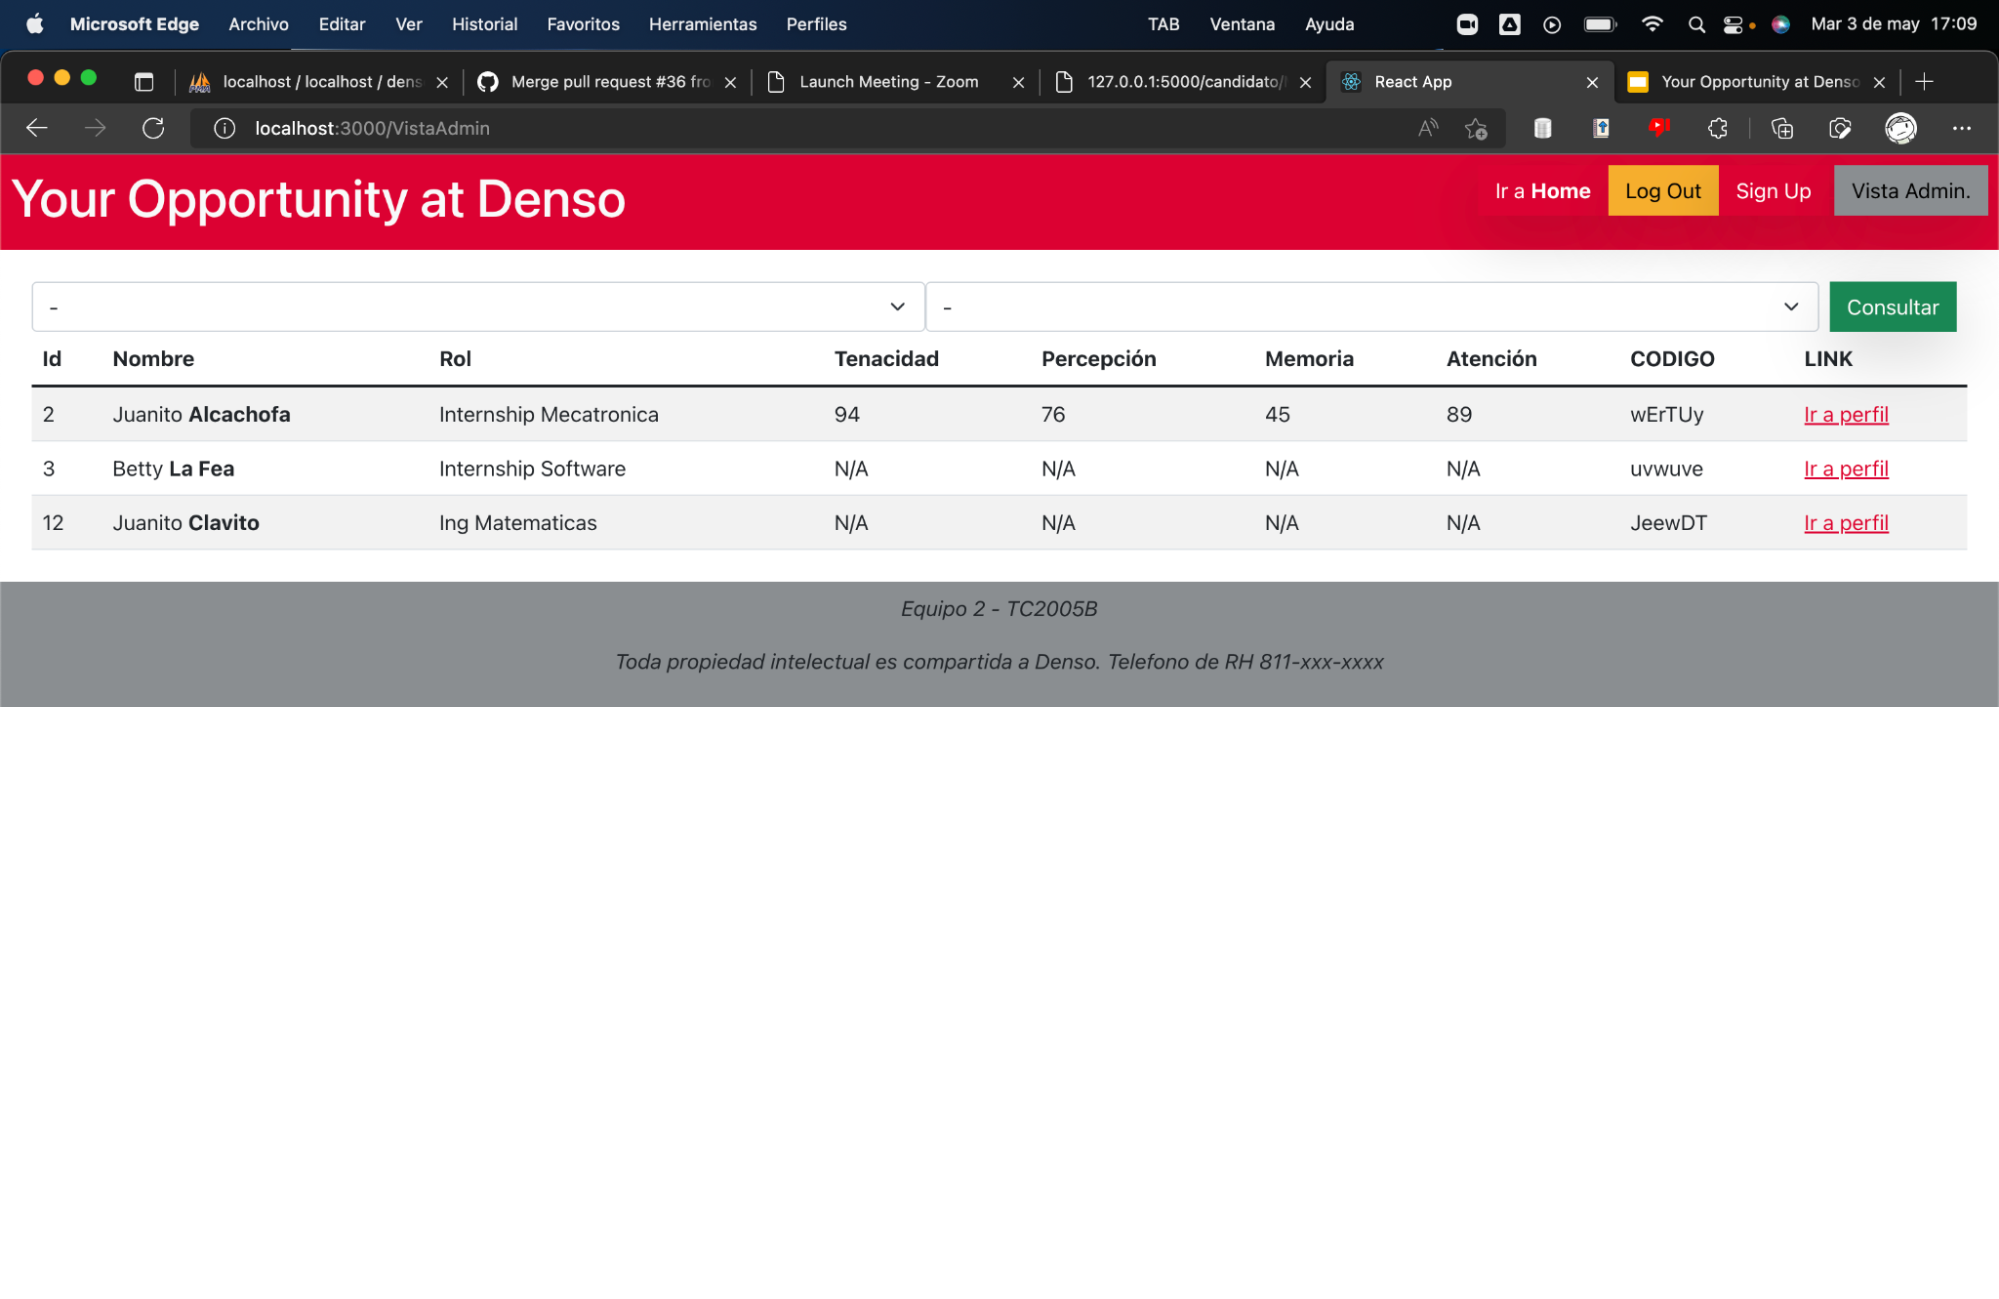 Microsoft Edge Archivo Editar Ver Historial Favoritos Herramientas Perfiles TAB Ventana Ayuda Mar 3 de may 17:09
localhost / localhost / dens Merge pull request #36 fro Launch Meeting - Zoom 127.0.0.1:5000/candidato/ React App Your Opportunity at Denso
localhost:3000/VistaAdmin
Your Opportunity at Denso Ir a Home Log Out Sign Up Vista Admin.
- - Consultar
Id Nombre Rol Tenacidad Percepción Memoria Atención CODIGO LINK
2 Juanito Alcachofa Internship Mecatronica 94 76 45 89 wErTUy Ir a perfil
3 Betty La Fea Internship Software N/A N/A N/A N/A uvwuve Ir a perfil
12 Juanito Clavito Ing Matematicas N/A N/A N/A N/A JeewDT Ir a perfil
Equipo 2 - TC2005B
Toda propiedad intelectual es compartida a Denso. Telefono de RH 811-xxx-xxxx